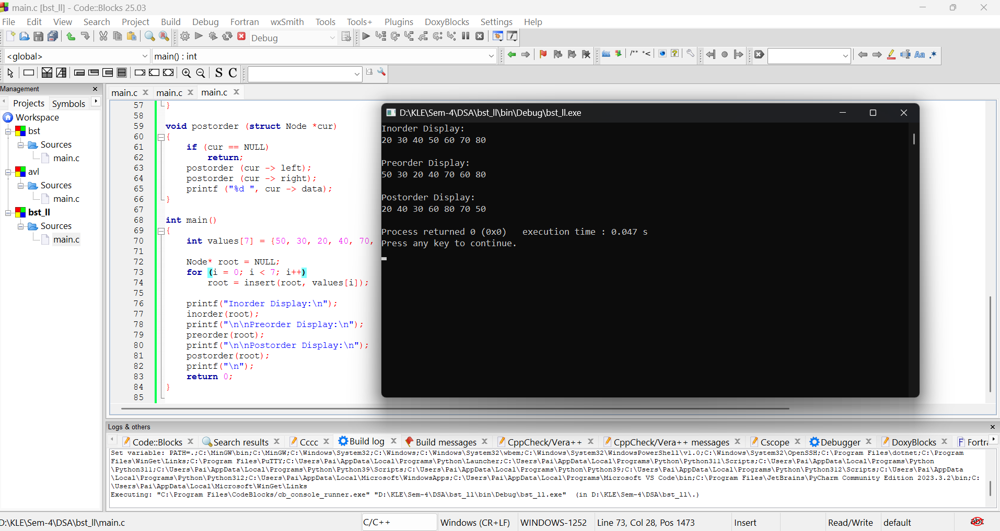 main.c [bst_ll] - Code::Blocks 25.03
File Edit View Search Project Build Debug Fortran wxSmith Tools Tools+ Plugins DoxyBlocks Settings Help
Debug
<global> main() : int
/** *<
Aa .*
S C
Management
Projects Symbols
Workspace
bst
Sources
main.c
avl
Sources
main.c
bst_ll
Sources
main.c
main.c main.c main.c
57 }
58
59 void postorder (struct Node *cur)
60 {
61 if (cur == NULL)
62 return;
63 postorder (cur -> left);
64 postorder (cur -> right);
65 printf ("%d ", cur -> data);
66 }
67
68 int main()
69 {
70 int values[7] = {50, 30, 20, 40, 70,
71
72 Node* root = NULL;
73 for (i = 0; i < 7; i++)
74 root = insert(root, values[i]);
75
76 printf("Inorder Display:\n");
77 inorder(root);
78 printf("\n\nPreorder Display:\n");
79 preorder(root);
80 printf("\n\nPostorder Display:\n");
81 postorder(root);
82 printf("\n");
83 return 0;
84 }
85
D:\KLE\Sem-4\DSA\bst_ll\bin\Debug\bst_ll.exe
Inorder Display:
20 30 40 50 60 70 80
Preorder Display:
50 30 20 40 70 60 80
Postorder Display:
20 40 30 60 80 70 50
Process returned 0 (0x0) execution time : 0.047 s
Press any key to continue.
Logs & others
Code::Blocks Search results Cccc Build log Build messages CppCheck/Vera++ CppCheck/Vera++ messages Cscope Debugger DoxyBlocks Fortr
Set variable: PATH=.;C:\MinGW\bin;C:\MinGW;C:\Windows\System32;C:\Windows;C:\Windows\System32\wbem;C:\Windows\System32\WindowsPowerShell\v1.0;C:\Windows\System32\OpenSSH;C:\Program Files\dotnet;C:\Program
Files\WinGet\Links;C:\Program Files\PuTTY;C:\Users\Pai\AppData\Local\Programs\Python\Launcher;C:\Users\Pai\AppData\Local\Programs\Python\Python311\Scripts;C:\Users\Pai\AppData\Local\Programs\Python
\Python311;C:\Users\Pai\AppData\Local\Programs\Python\Python39\Scripts;C:\Users\Pai\AppData\Local\Programs\Python\Python39;C:\Users\Pai\AppData\Local\Programs\Python\Python312\Scripts;C:\Users\Pai\AppData
\Local\Programs\Python\Python312;C:\Users\Pai\AppData\Local\Microsoft\WindowsApps;C:\Users\Pai\AppData\Local\Programs\Microsoft VS Code\bin;C:\Program Files\JetBrains\PyCharm Community Edition 2023.3.2\bin;C:
\Users\Pai\AppData\Local\Microsoft\WinGet\Links
Executing: "C:\Program Files\CodeBlocks/cb_console_runner.exe" "D:\KLE\Sem-4\DSA\bst_ll\bin\Debug\bst_ll.exe" (in D:\KLE\Sem-4\DSA\bst_ll\.)
D:\KLE\Sem-4\DSA\bst_ll\main.c C/C++ Windows (CR+LF) WINDOWS-1252 Line 73, Col 28, Pos 1473 Insert Read/Write default abc